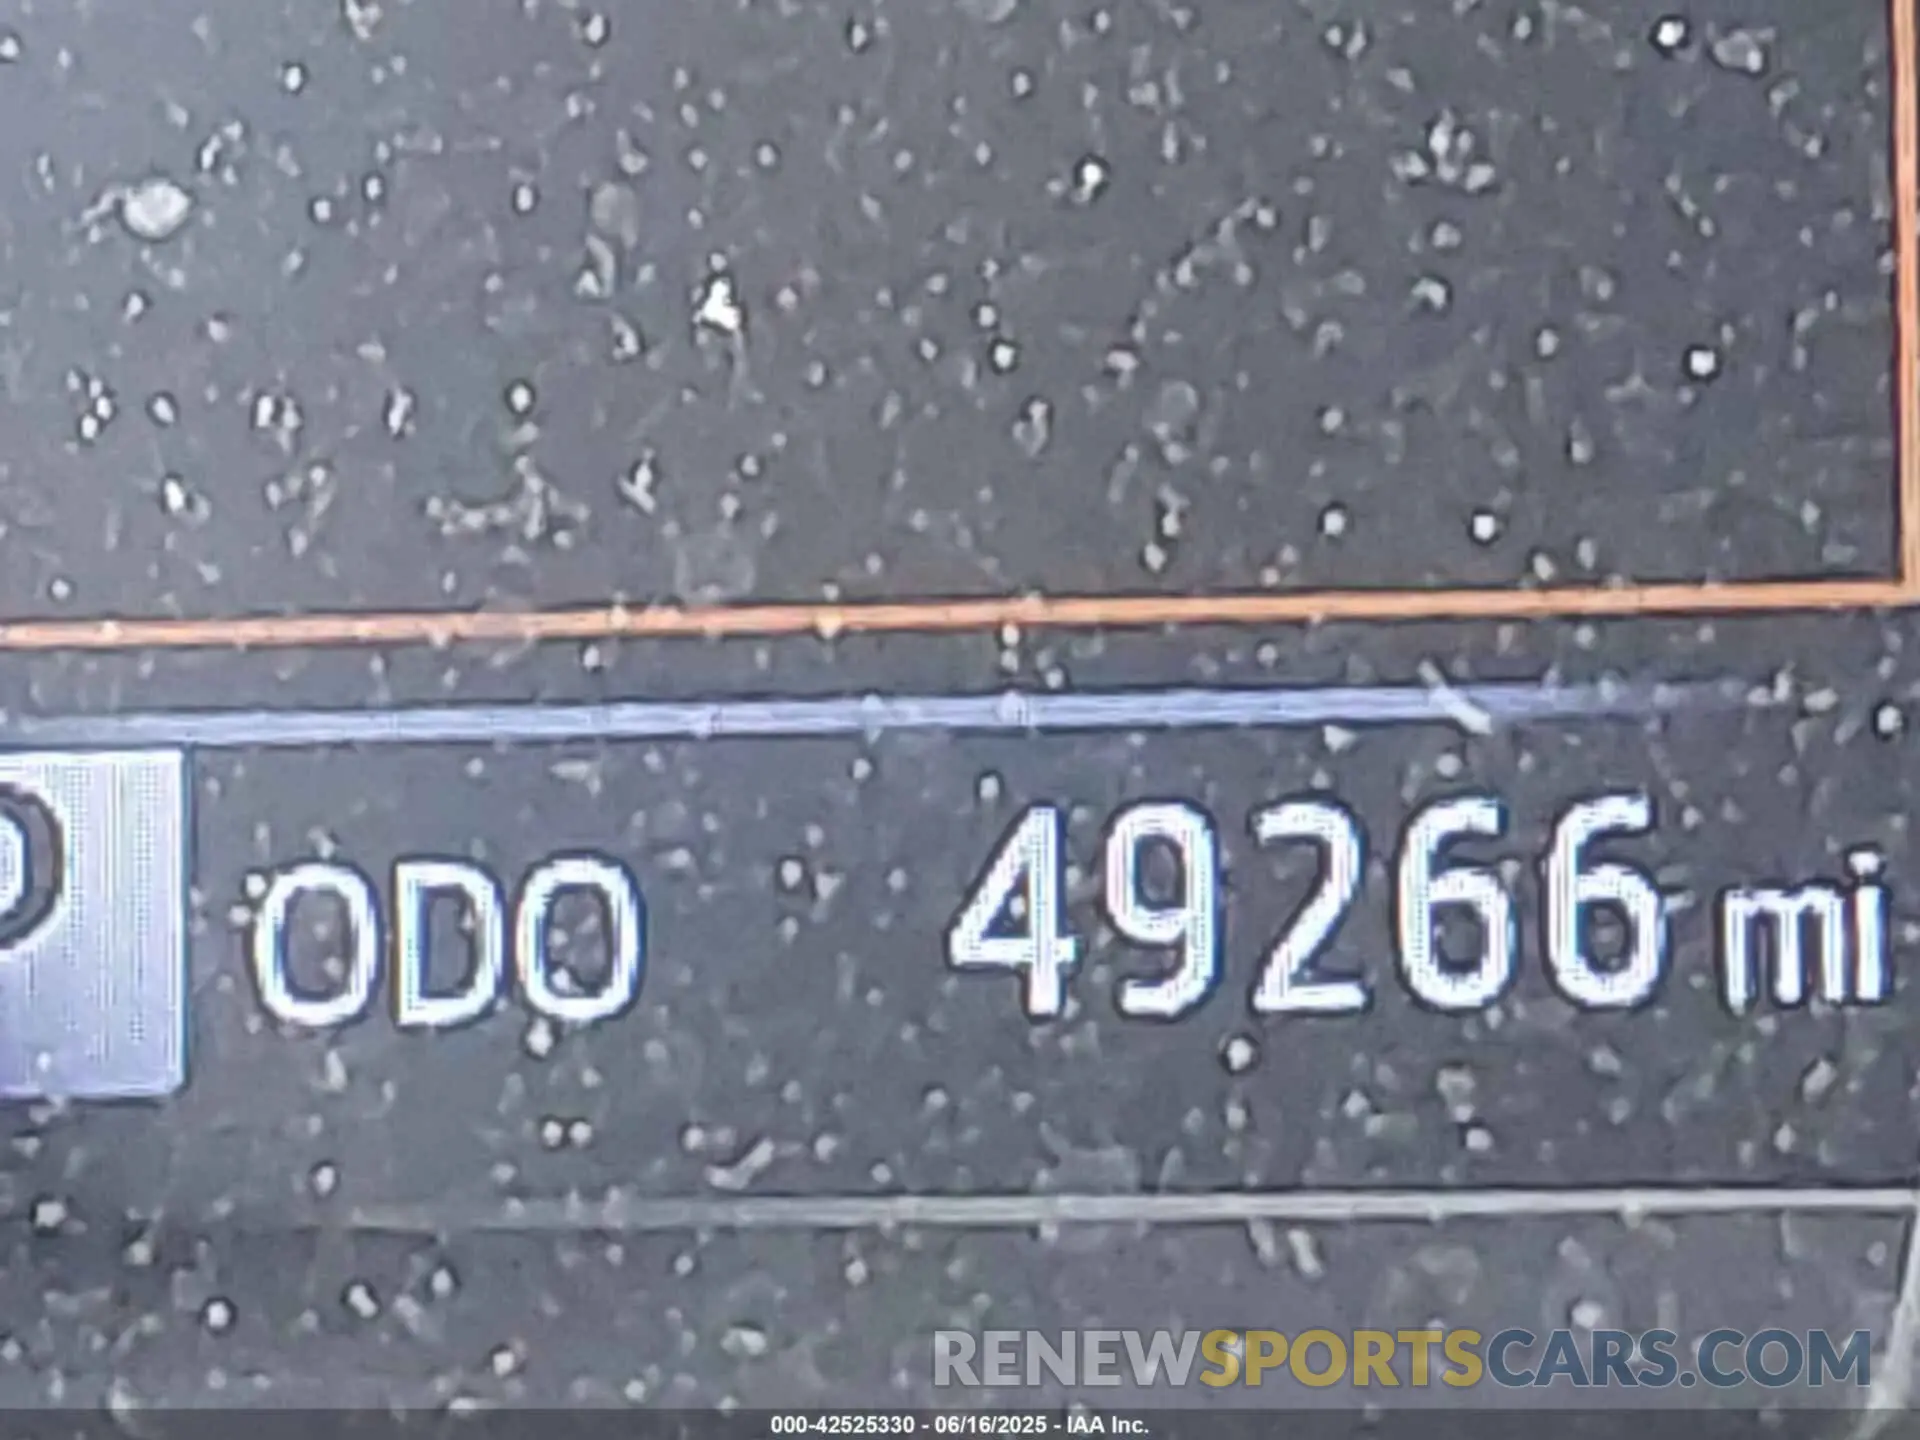 P ODO 49266 mi
RENEWSPORTSCARS.COM
000-42525330 - 06/16/2025 - IAA Inc.